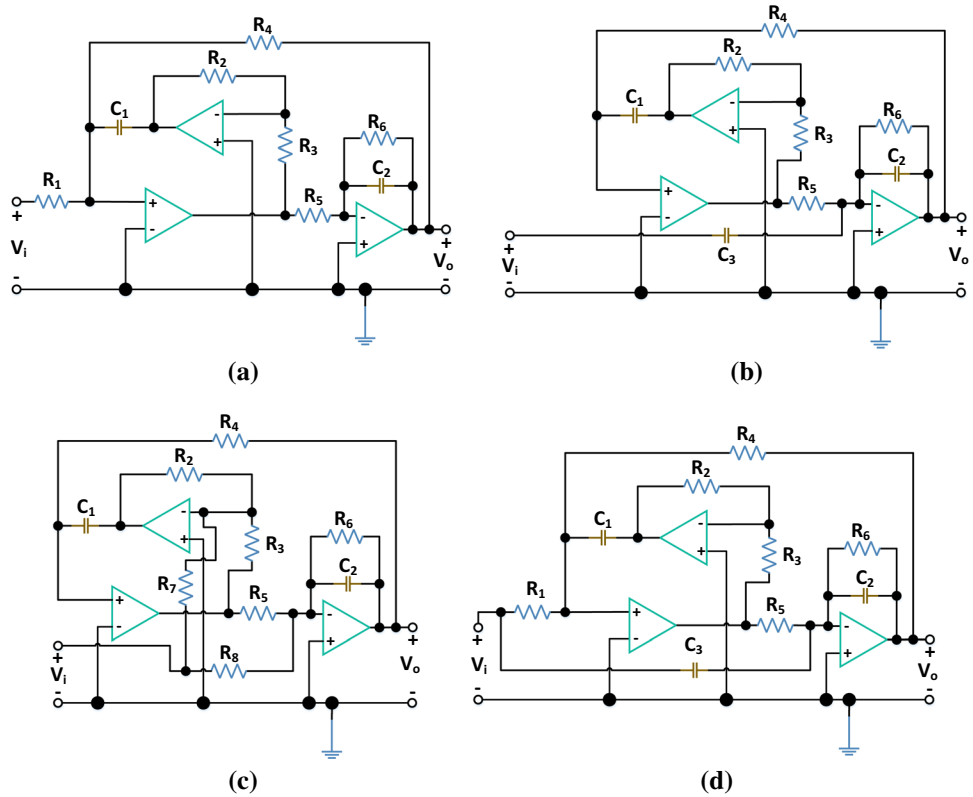 R4
R2
C1
-
+
R3
R6
C2
R1
+
-
R5
-
+
+
Vi
-
+
Vo
-
(a)
R4
R2
C1
-
+
R3
R6
C2
+
-
R5
-
+
+
Vi
-
C3
+
Vo
-
(b)
R4
R2
C1
-
+
R3
R6
C2
R7
R5
+
-
-
+
R8
+
Vi
-
+
Vo
-
(c)
R4
R2
C1
-
+
R3
R6
C2
R1
+
-
R5
-
+
C3
+
Vi
-
+
Vo
-
(d)